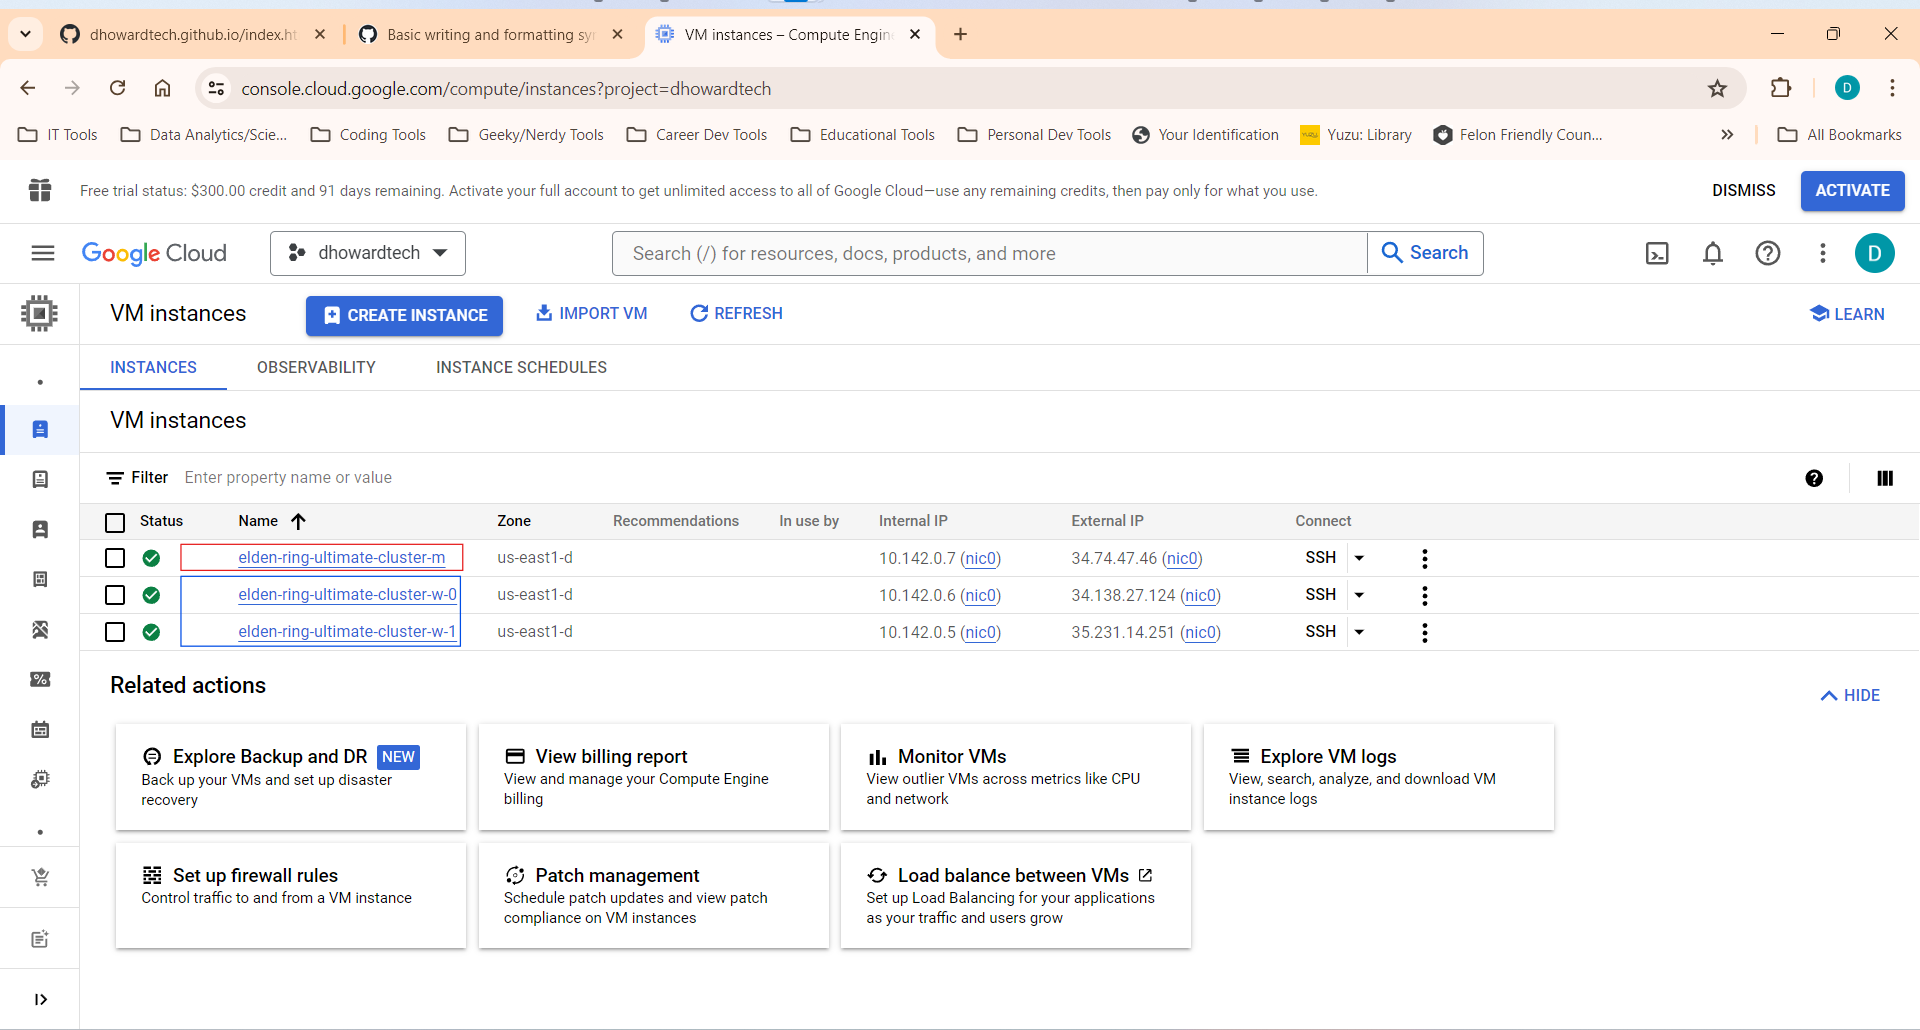 dhowardtech.github.io/index.ht
Basic writing and formatting syn
VM instances – Compute Engin
console.cloud.google.com/compute/instances?project=dhowardtech
IT Tools
Data Analytics/Scie...
Coding Tools
Geeky/Nerdy Tools
Career Dev Tools
Educational Tools
Personal Dev Tools
Your Identification
Yuzu: Library
Felon Friendly Coun...
All Bookmarks
Free trial status: $300.00 credit and 91 days remaining. Activate your full account to get unlimited access to all of Google Cloud—use any remaining credits, then pay only for what you use.
DISMISS
ACTIVATE
Google Cloud
dhowardtech
Search (/) for resources, docs, products, and more
Search
D
VM instances
CREATE INSTANCE
IMPORT VM
REFRESH
LEARN
INSTANCES
OBSERVABILITY
INSTANCE SCHEDULES
VM instances
Filter Enter property name or value
Status Name Zone Recommendations In use by Internal IP External IP Connect
elden-ring-ultimate-cluster-m us-east1-d 10.142.0.7 (nic0) 34.74.47.46 (nic0) SSH
elden-ring-ultimate-cluster-w-0 us-east1-d 10.142.0.6 (nic0) 34.138.27.124 (nic0) SSH
elden-ring-ultimate-cluster-w-1 us-east1-d 10.142.0.5 (nic0) 35.231.14.251 (nic0) SSH
Related actions
HIDE
Explore Backup and DR NEW
Back up your VMs and set up disaster
recovery
View billing report
View and manage your Compute Engine
billing
Monitor VMs
View outlier VMs across metrics like CPU
and network
Explore VM logs
View, search, analyze, and download VM
instance logs
Set up firewall rules
Control traffic to and from a VM instance
Patch management
Schedule patch updates and view patch
compliance on VM instances
Load balance between VMs
Set up Load Balancing for your applications
as your traffic and users grow